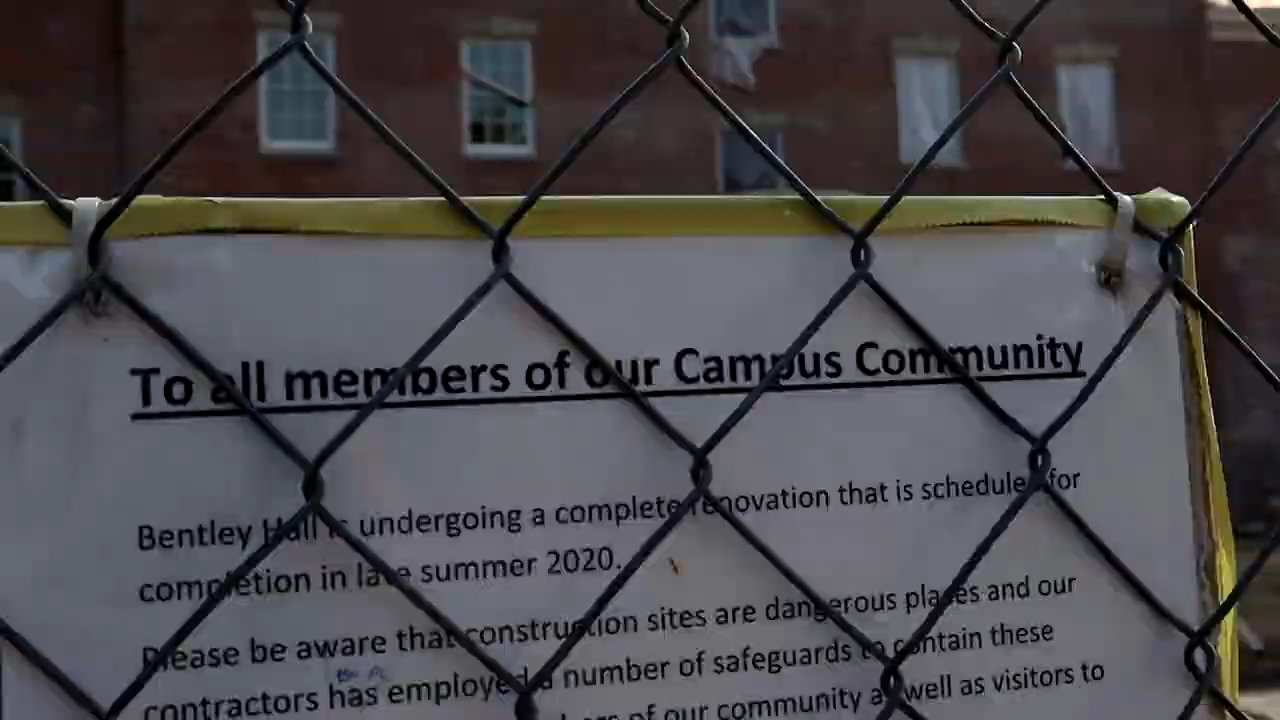 To all members of our Campus Community
Bentley Hall is undergoing a complete renovation that is scheduled for
completion in late summer 2020.
Please be aware that construction sites are dangerous places and our
contractors has employed a number of safeguards to contain these
of our community as well as visitors to